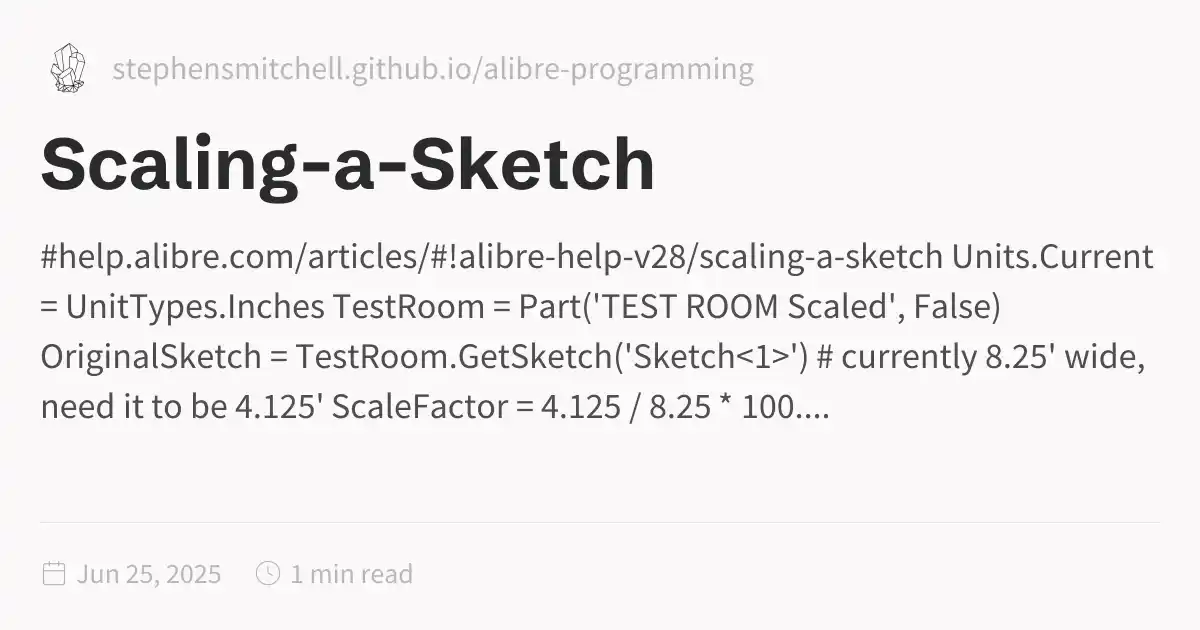 stephensmitchell.github.io/alibre-programming
Scaling-a-Sketch
#help.alibre.com/articles/#!alibre-help-v28/scaling-a-sketch Units.Current
= UnitTypes.Inches TestRoom = Part('TEST ROOM Scaled', False)
OriginalSketch = TestRoom.GetSketch('Sketch<1>') # currently 8.25' wide,
need it to be 4.125' ScaleFactor = 4.125 / 8.25 * 100....
Jun 25, 2025 1 min read